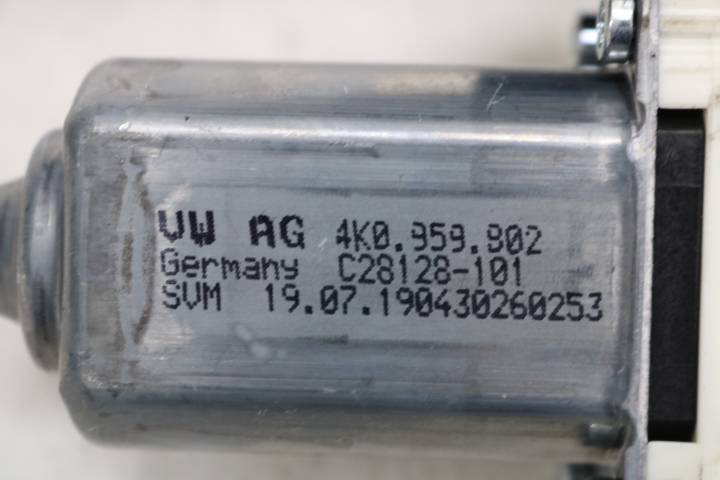 VW AG 4K0.959.802
Germany C28128-101
SVM 19.07.190430260253